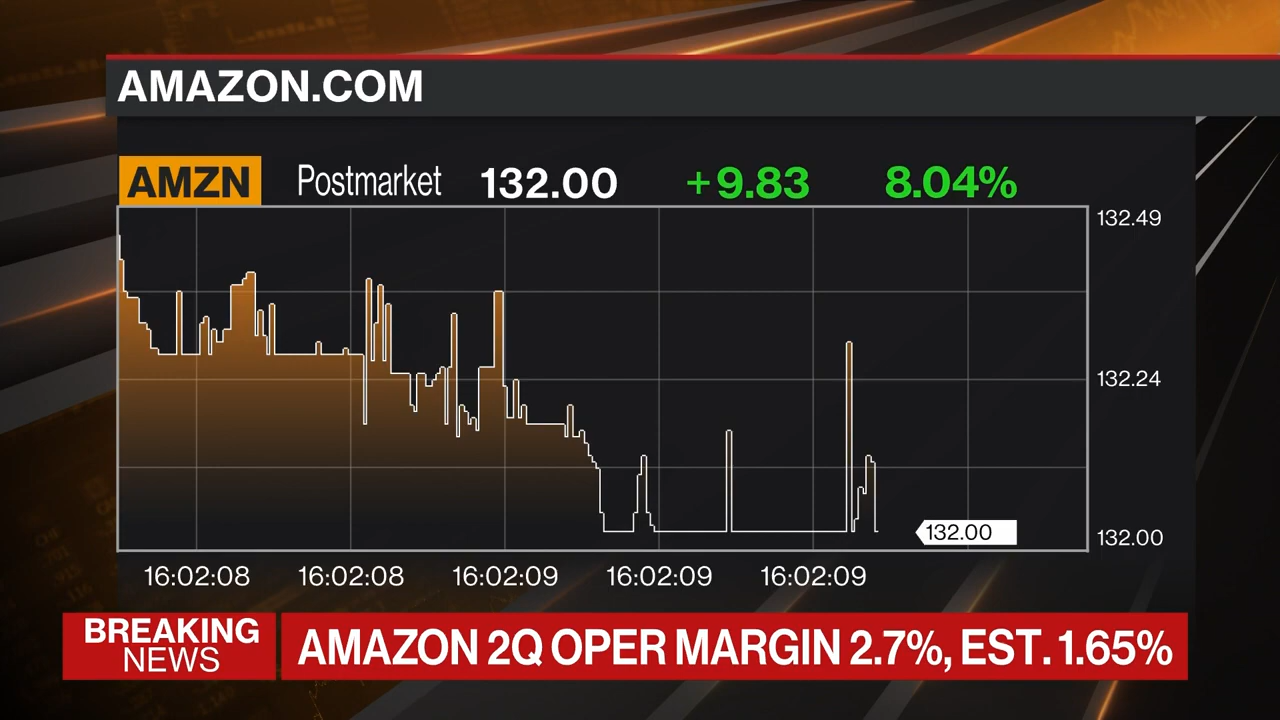 AMAZON.COM
AMZN Postmarket 132.00 +9.83 8.04%
132.49
132.24
132.00
132.00
16:02:08 16:02:08 16:02:09 16:02:09 16:02:09
BREAKING NEWS
AMAZON 2Q OPER MARGIN 2.7%, EST. 1.65%